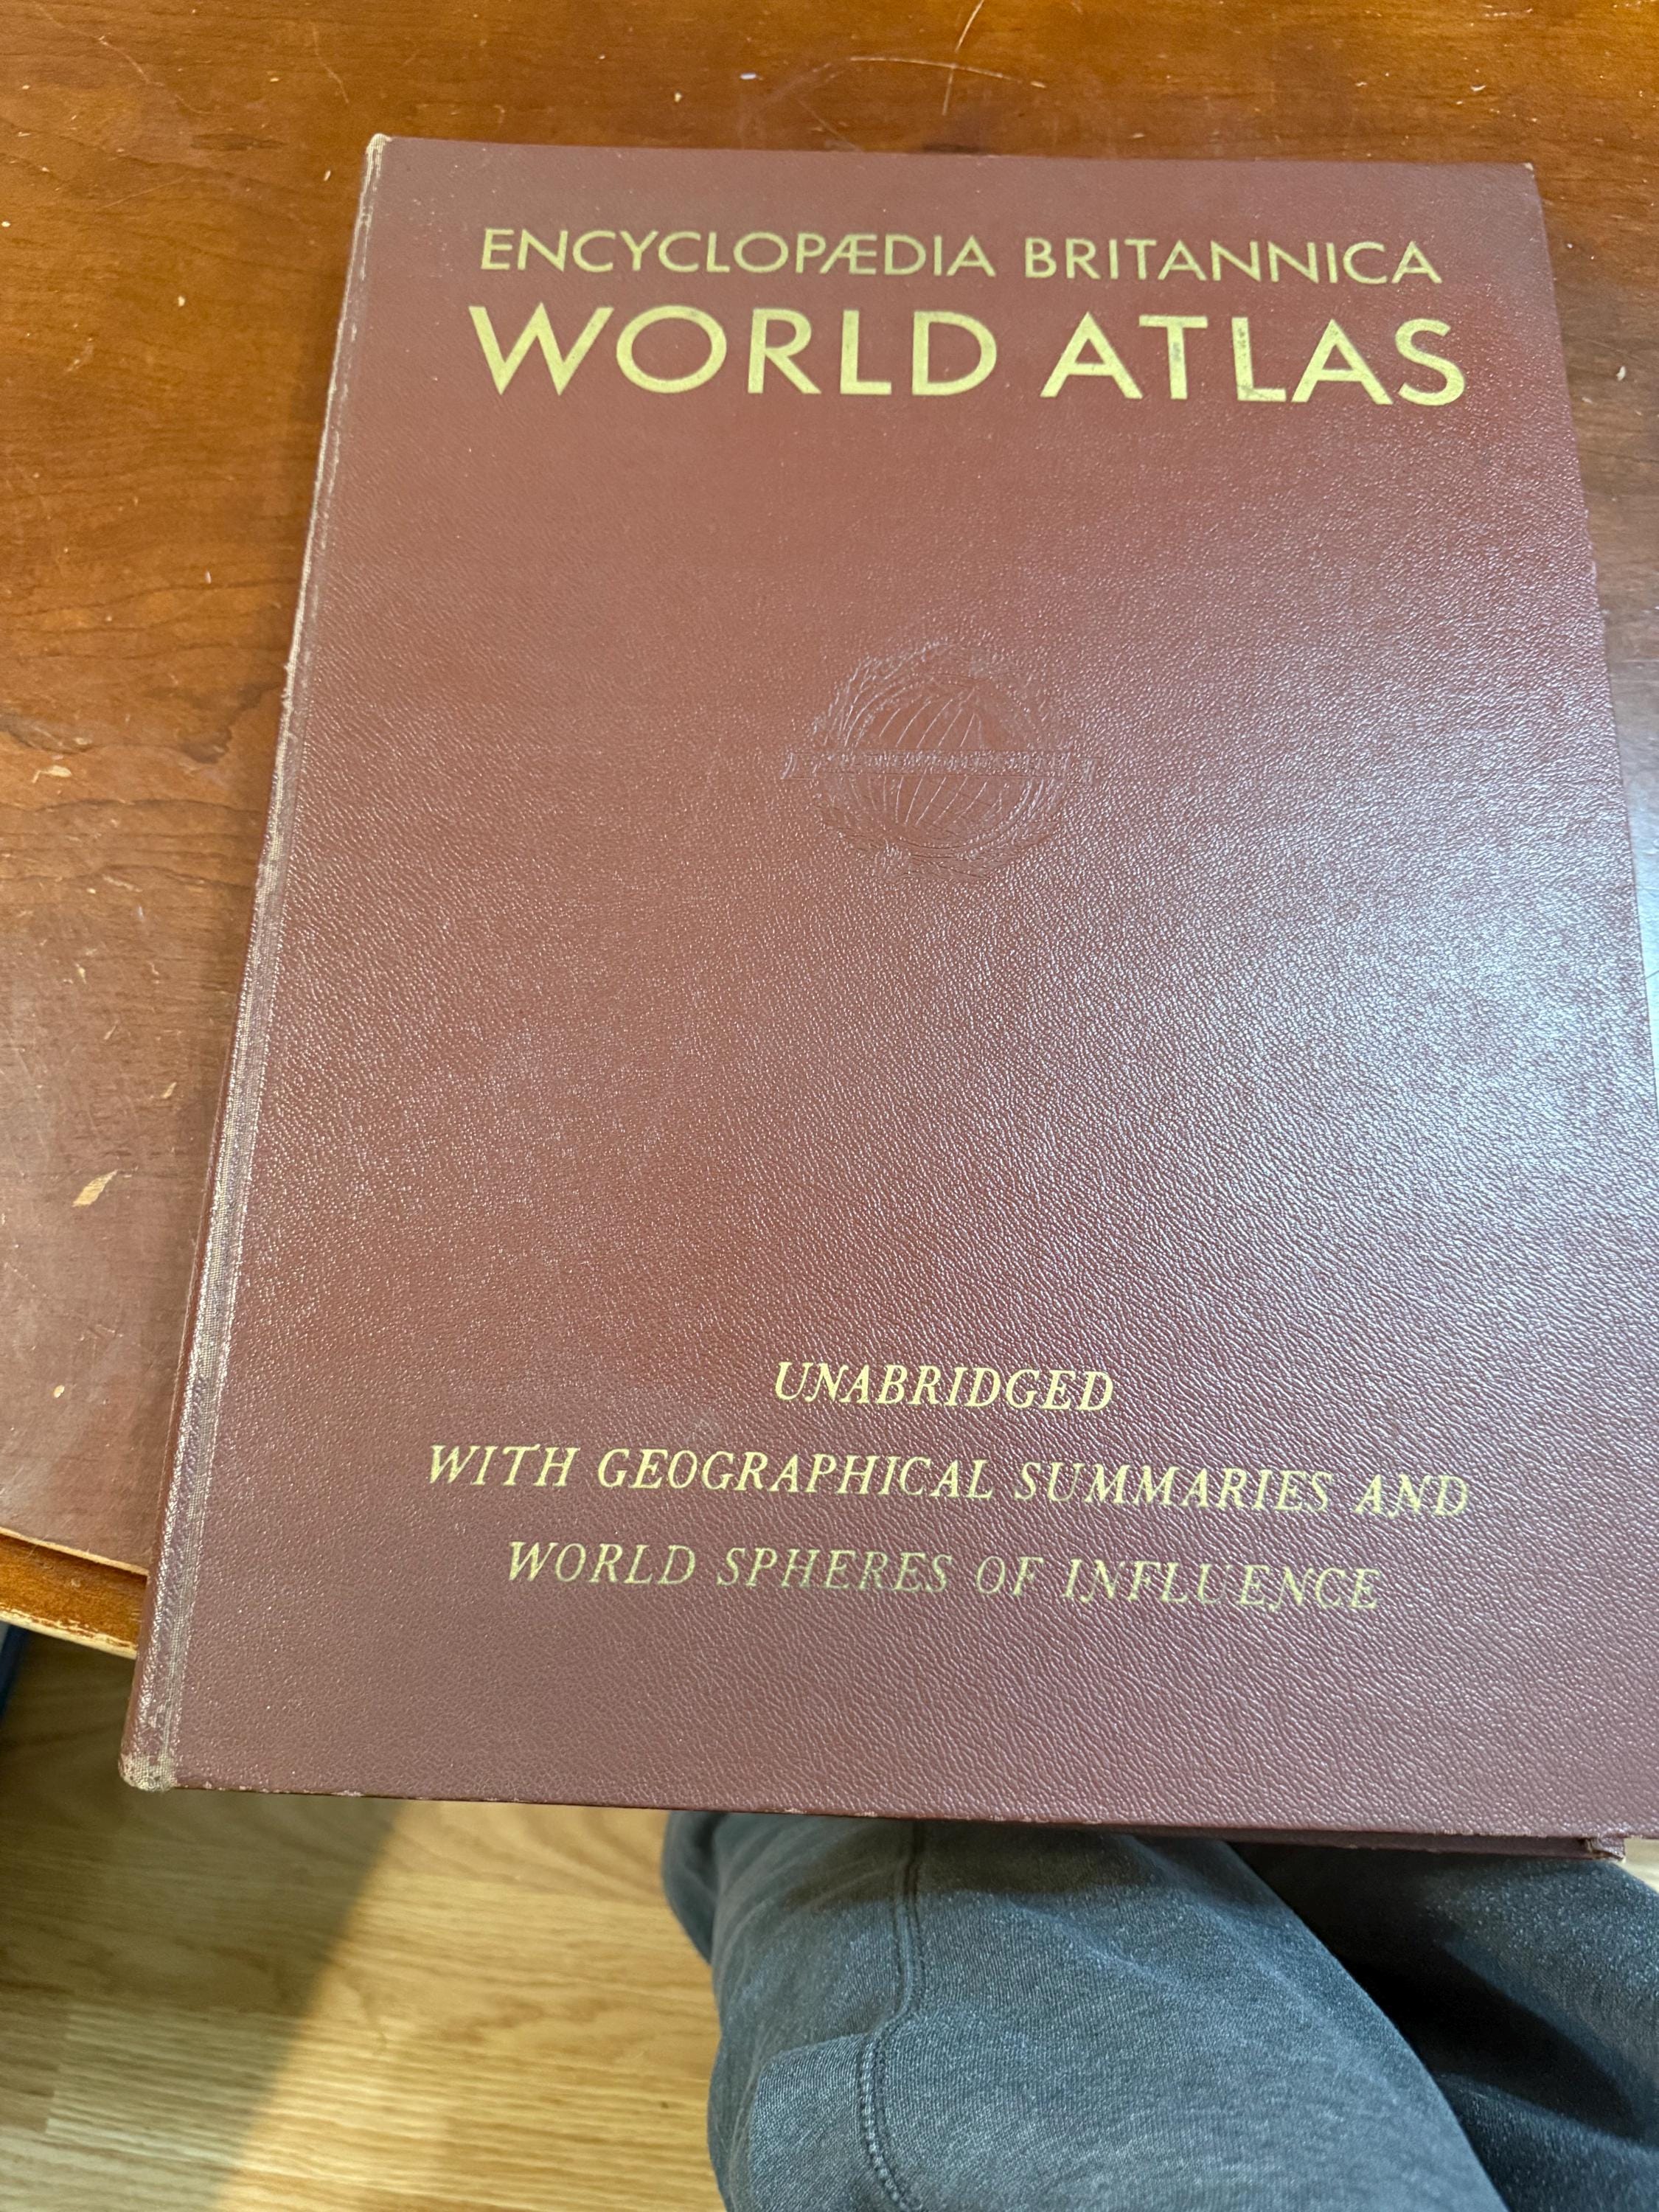 ENCYCLOPÆDIA BRITANNICA
WORLD ATLAS
UNABRIDGED
WITH GEOGRAPHICAL SUMMARIES AND
WORLD SPHERES OF INFLUENCE